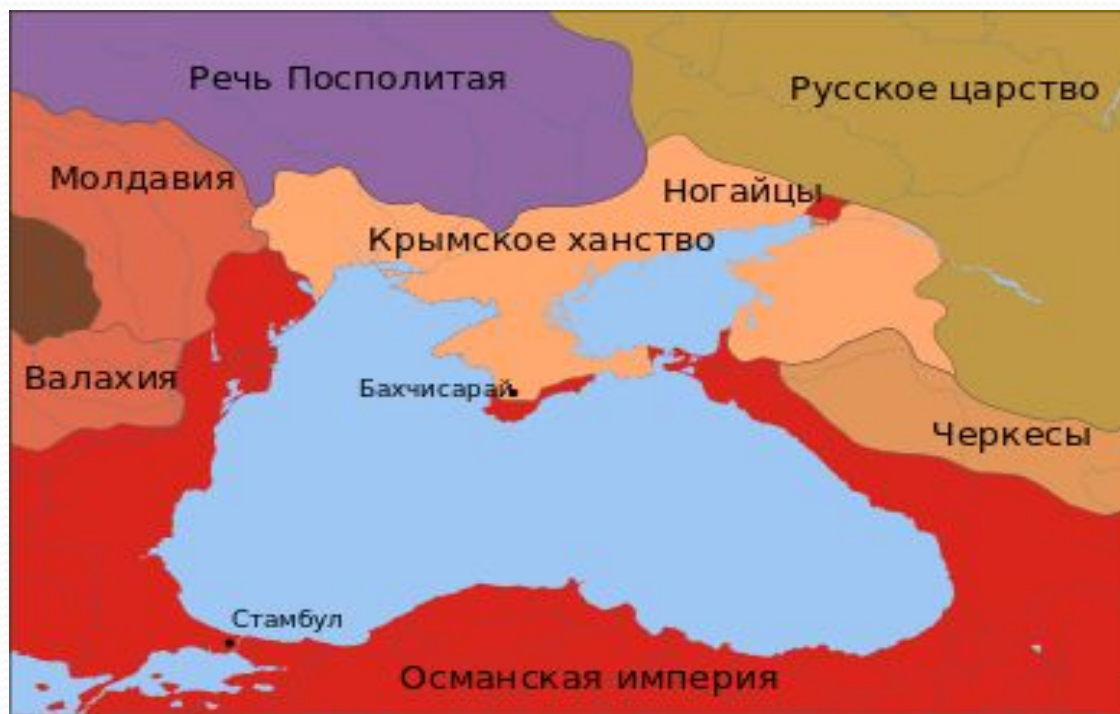 Речь Посполитая
Русское царство
Молдавия
Ногайцы
Крымское ханство
Валахия
Бахчисарай
Черкесы
Стамбул
Османская империя